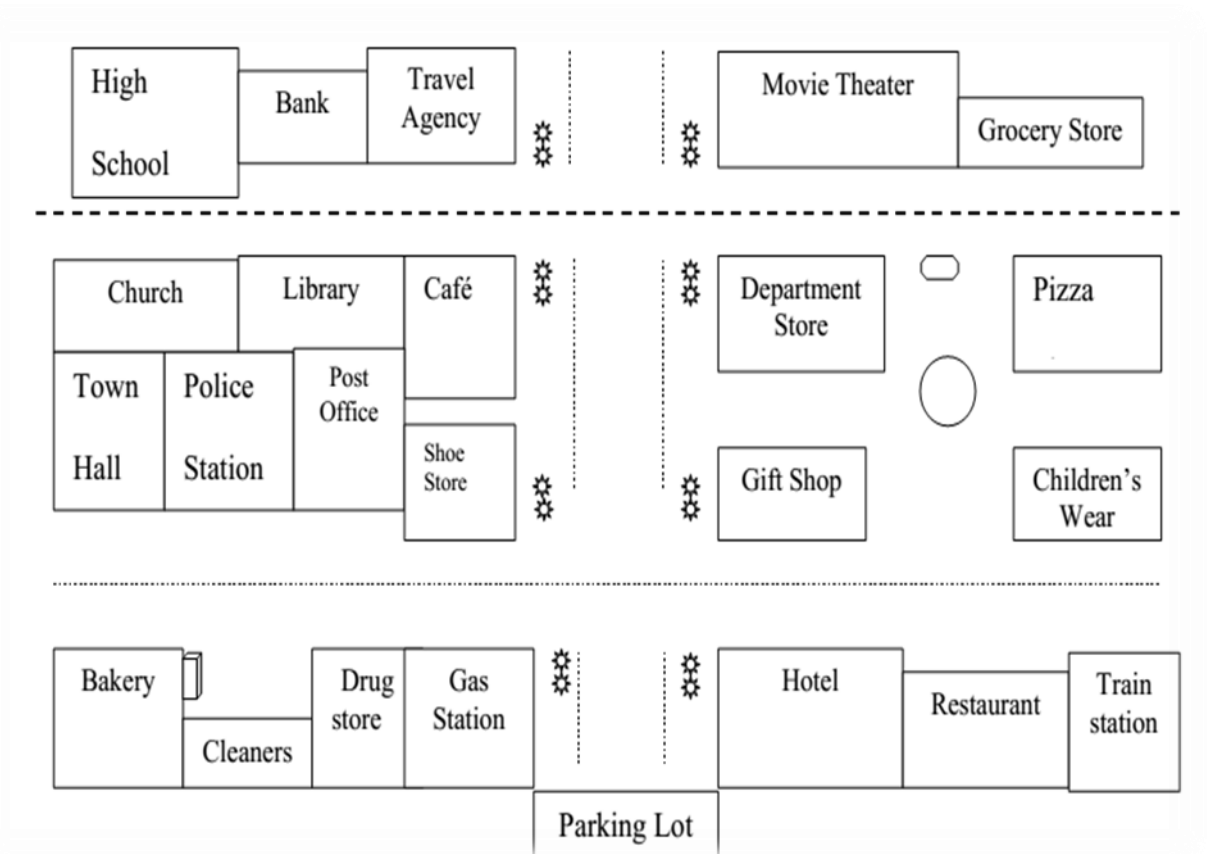 High
School
Bank
Travel
Agency
Movie Theater
Grocery Store
Church
Library
Café
Department
Store
Pizza
Town
Hall
Police
Station
Post
Office
Shoe
Store
Gift Shop
Children's
Wear
Bakery
Cleaners
Drug
store
Gas
Station
Hotel
Restaurant
Train
station
Parking Lot